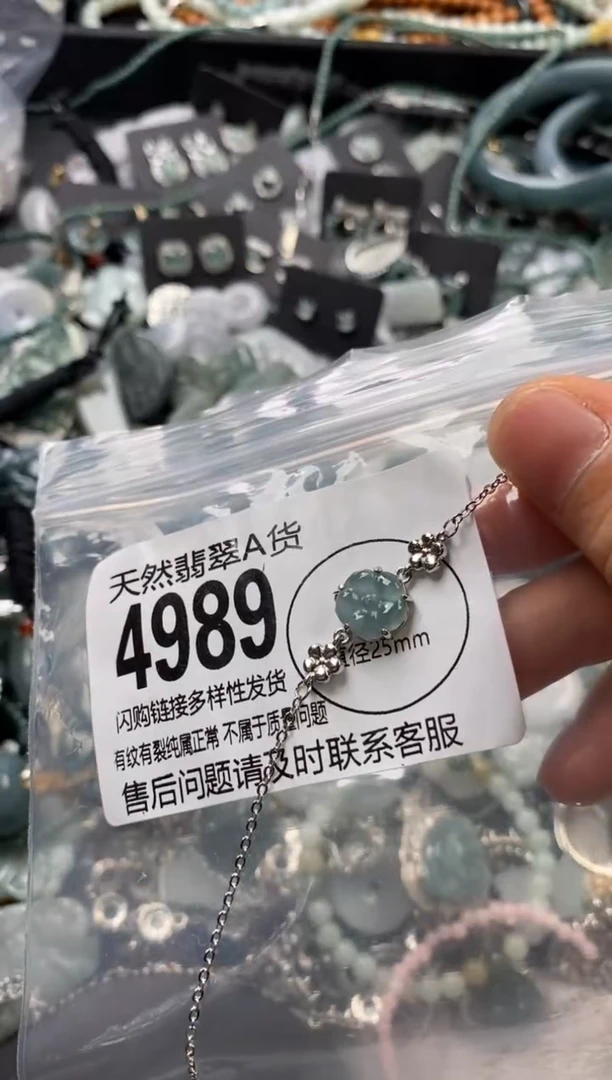 天然翡翠A货
4989
直径25mm
闪购链接多样性发货
有纹有裂纯属正常 不属于质量问题
售后问题请及时联系客服